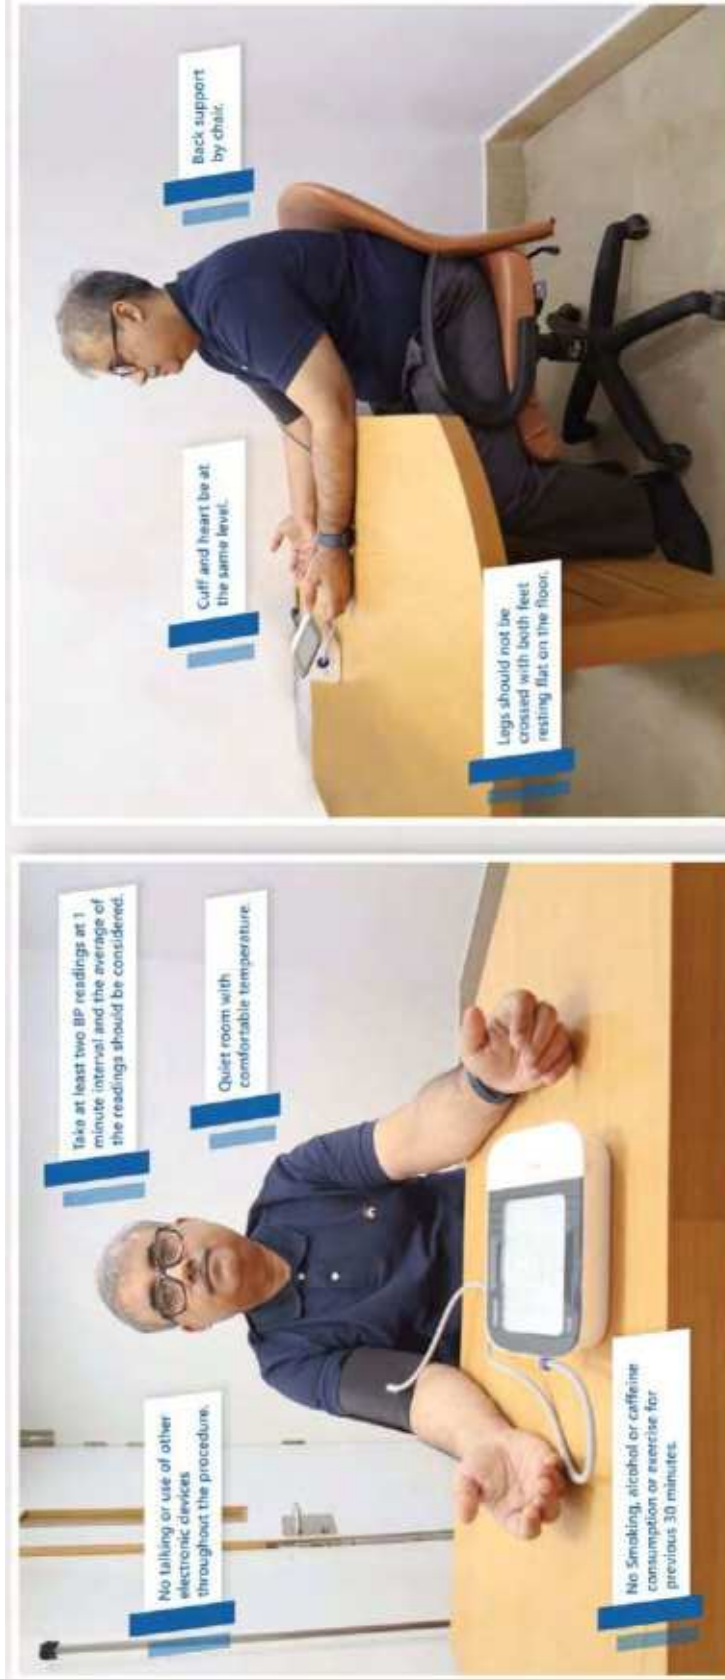 No talking or use of other
electronic devices
throughout the procedure.
Take at least two BP readings at 1
minute interval and the average of
the readings should be considered.
Quiet room with
comfortable temperature.
No Smoking, alcohol or caffeine
consumption or exercise for
previous 30 minutes.
Cuff and heart be at
the same level.
Back support
by chair.
Legs should not be
crossed with both feet
resting flat on the floor.